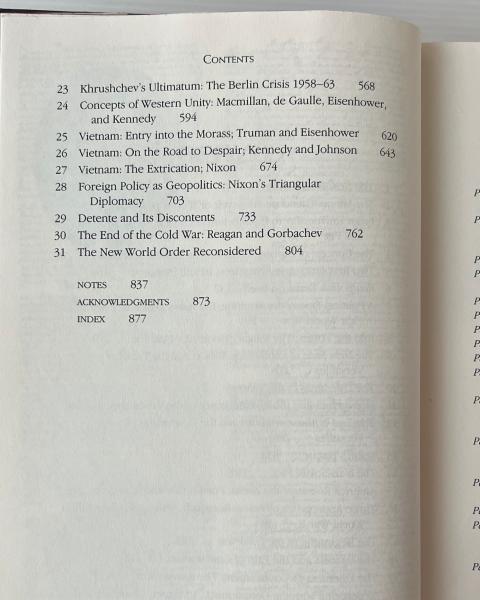 CONTENTS
23 Khrushchev's Ultimatum: The Berlin Crisis 1958–63 568
24 Concepts of Western Unity: Macmillan, de Gaulle, Eisenhower,
and Kennedy 594
25 Vietnam: Entry into the Morass; Truman and Eisenhower 620
26 Vietnam: On the Road to Despair; Kennedy and Johnson 643
27 Vietnam: The Extrication; Nixon 674
28 Foreign Policy as Geopolitics: Nixon's Triangular
Diplomacy 703
29 Detente and Its Discontents 733
30 The End of the Cold War: Reagan and Gorbachev 762
31 The New World Order Reconsidered 804
NOTES 837
ACKNOWLEDGMENTS 873
INDEX 877